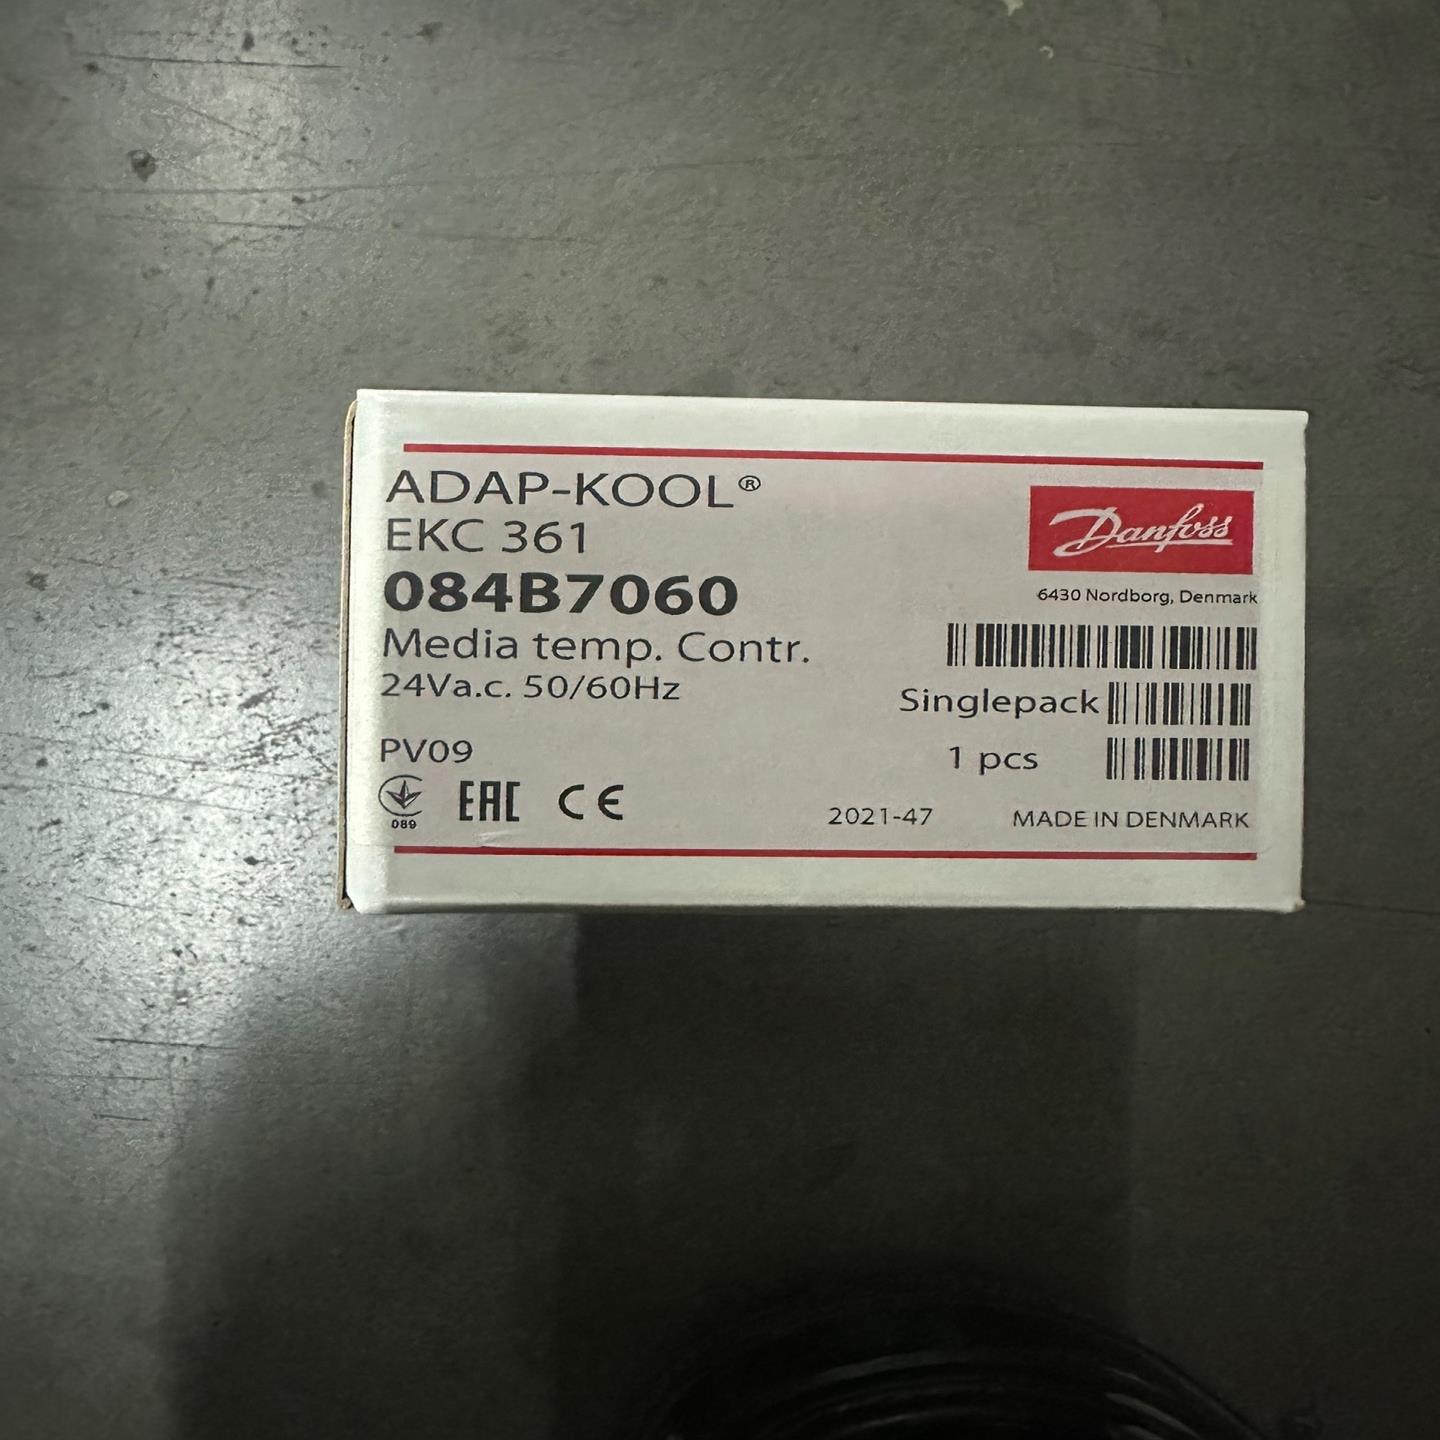 ADAP-KOOL®
EKC 361
084B7060
Media temp. Contr.
24Va.c. 50/60Hz
PV09
089
EAC CE
Danfoss
6430 Nordborg, Denmark
Singlepack
1 pcs
2021-47
MADE IN DENMARK